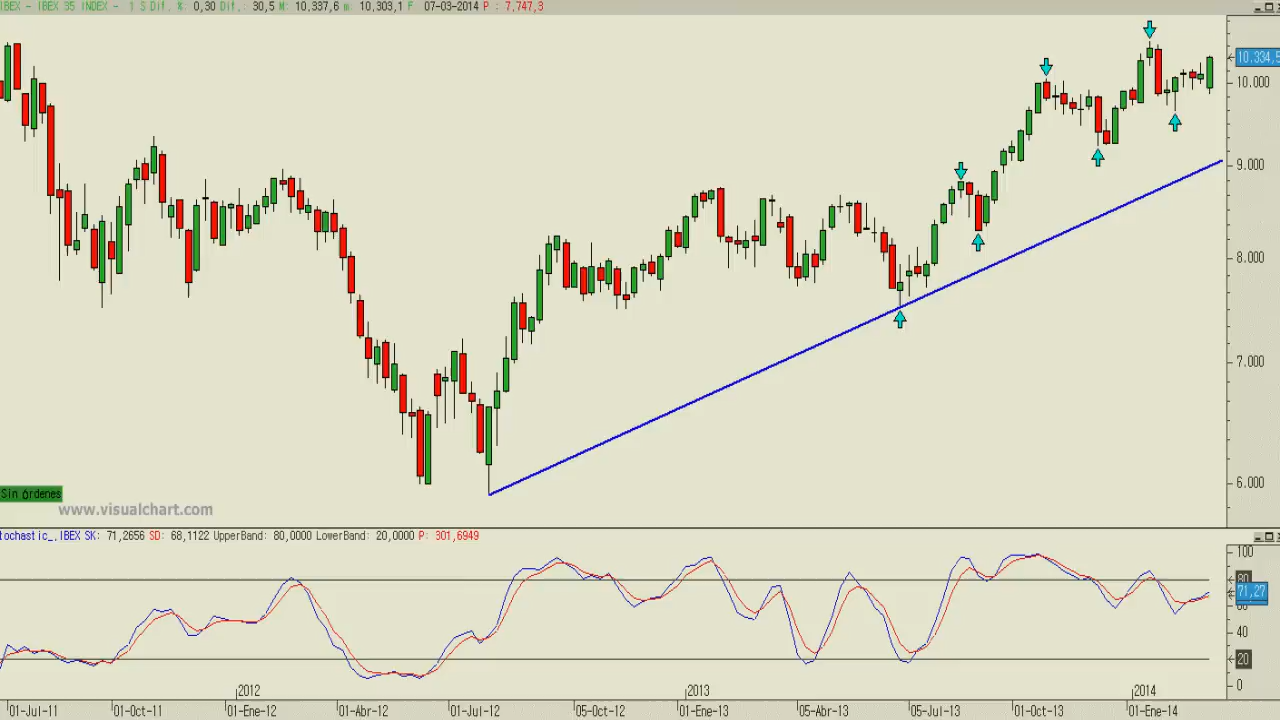 IBEX - IBEX 35 INDEX - 1 S Dif. %: 0,30 Dif.: 30,5 M: 10.337,6 m: 10.303,1 F 07-03-2014 P : 7,747,3
10.334,5
10.000
9.000
8.000
7.000
6.000
Sin órdenes
www.visualchart.com
tochastic_,IBEX SK: 71,2656 SD: 68,1122 UpperBand: 80,0000 LowerBand: 20,0000 P: 301,6949
100
80
71,27
60
40
20
0
2012 2013 2014
01-Jul-11 01-Oct-11 01-Ene-12 01-Abr-12 01-Jul-12 05-Oct-12 01-Ene-13 05-Abr-13 05-Jul-13 01-Oct-13 01-Ene-14